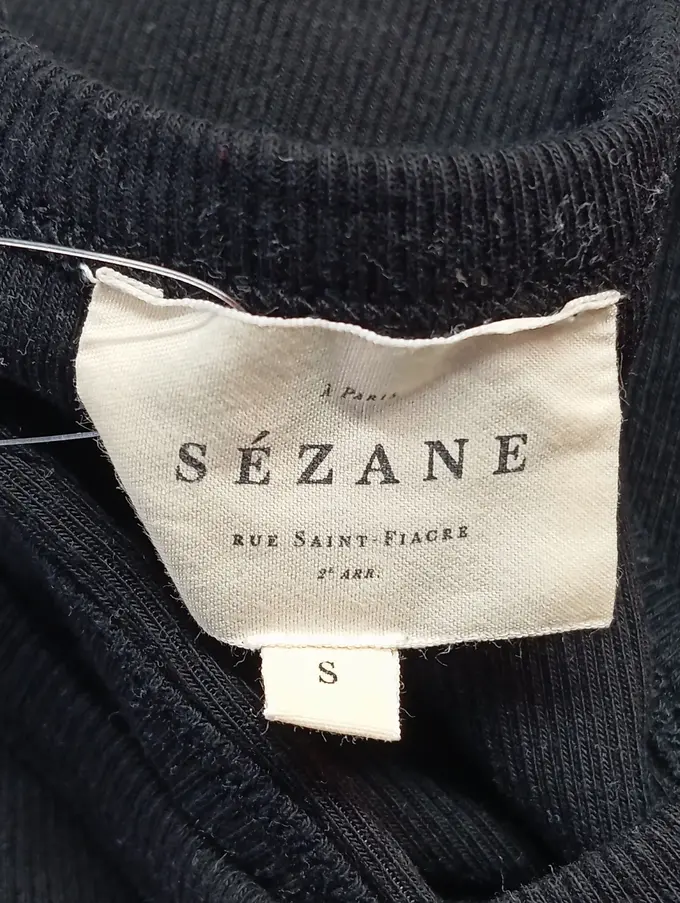 À PARIS
SÉZANE
RUE SAINT-FIACRE
2E ARR.
S